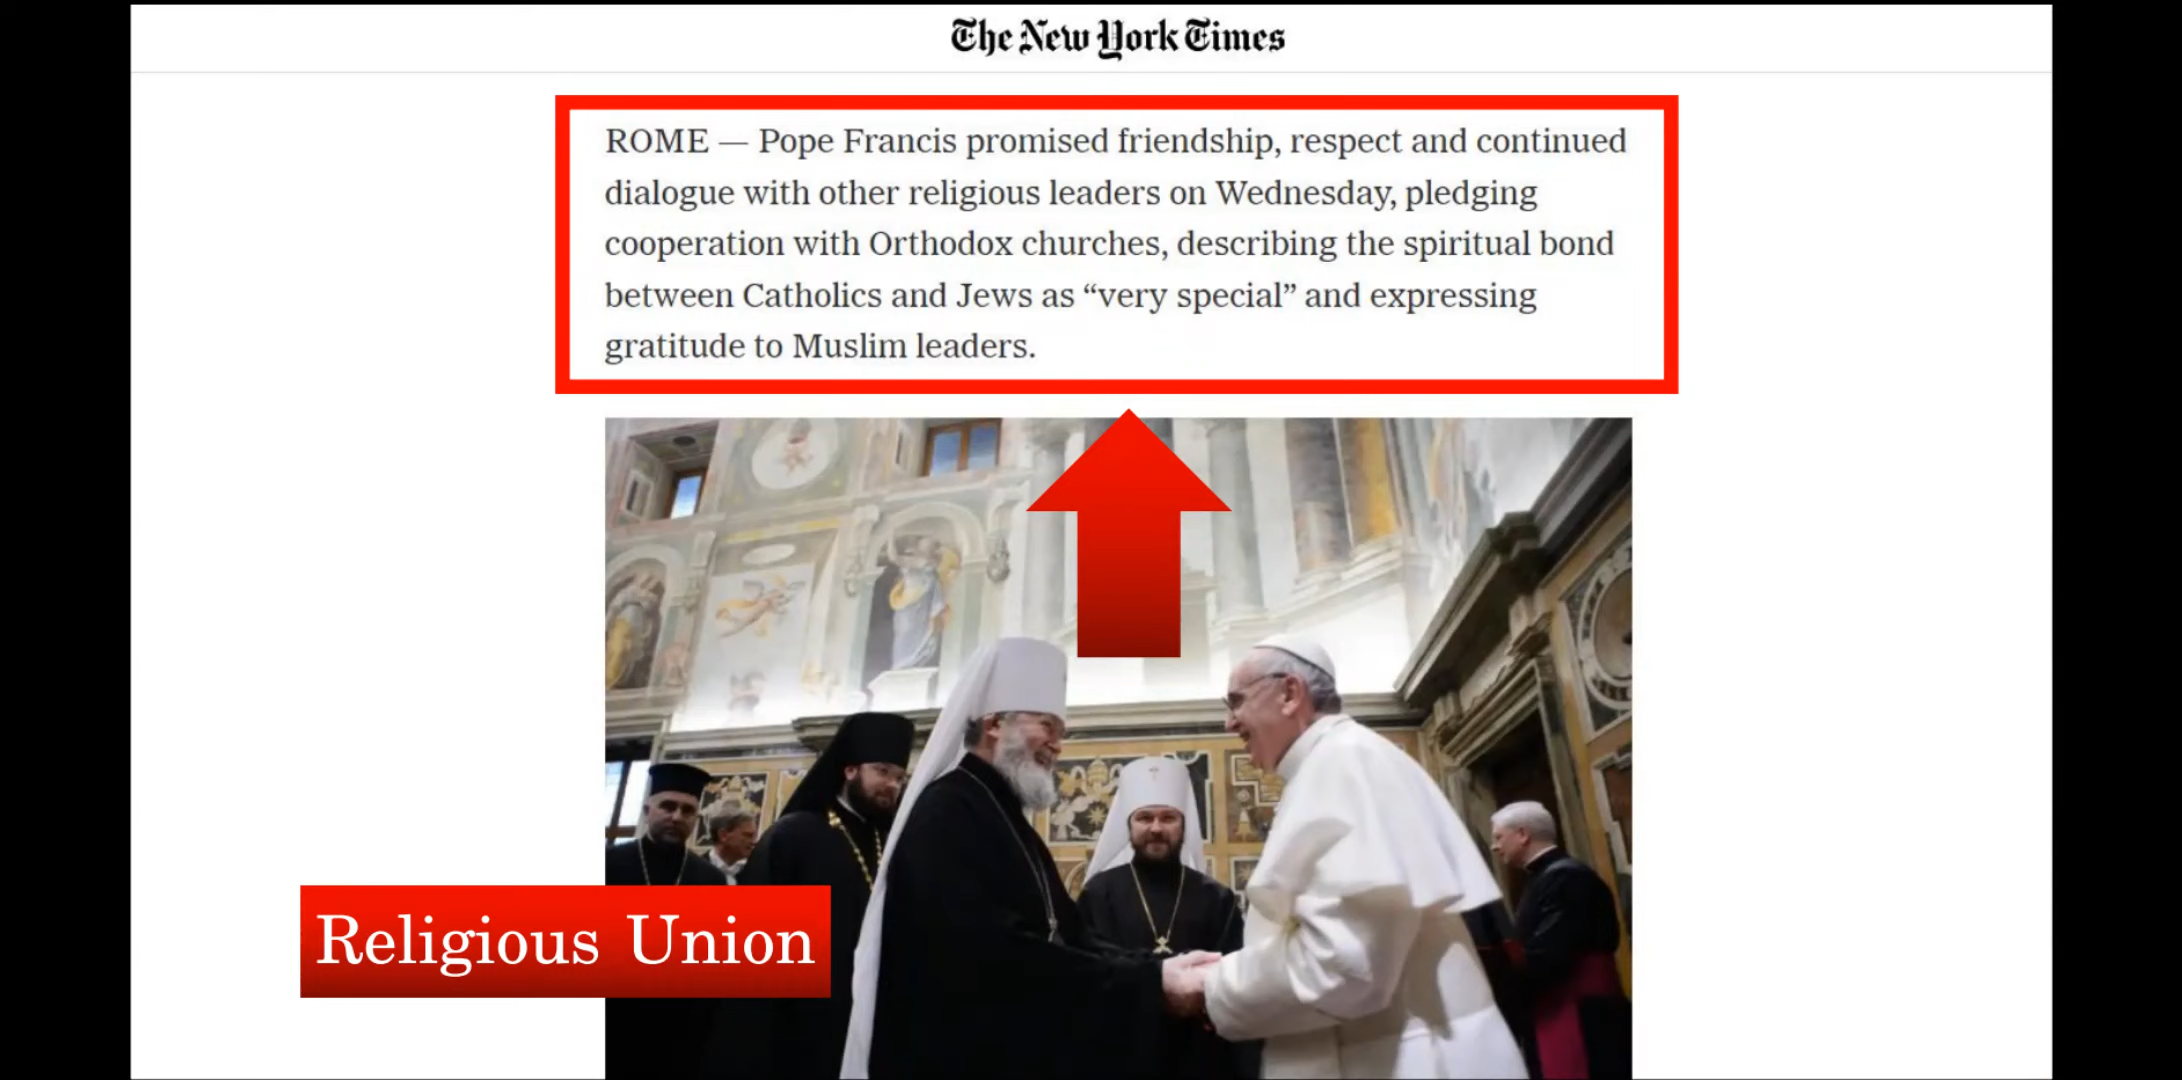 The New York Times
ROME — Pope Francis promised friendship, respect and continued
dialogue with other religious leaders on Wednesday, pledging
cooperation with Orthodox churches, describing the spiritual bond
between Catholics and Jews as “very special” and expressing
gratitude to Muslim leaders.
Religious Union